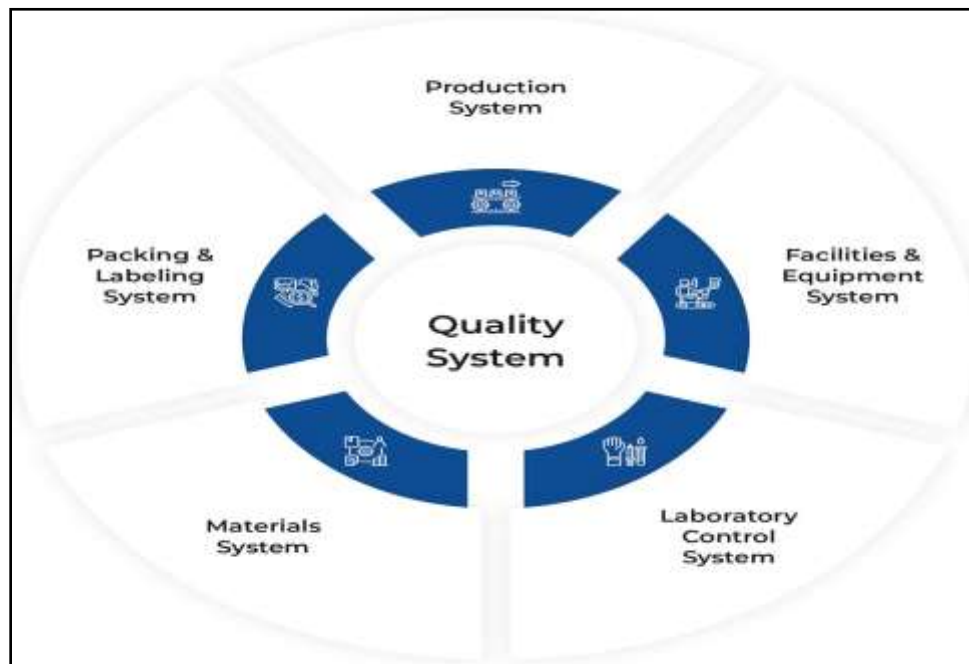 Production
System
Packing &
Labeling
System
Facilities &
Equipment
System
Quality
System
Materials
System
Laboratory
Control
System